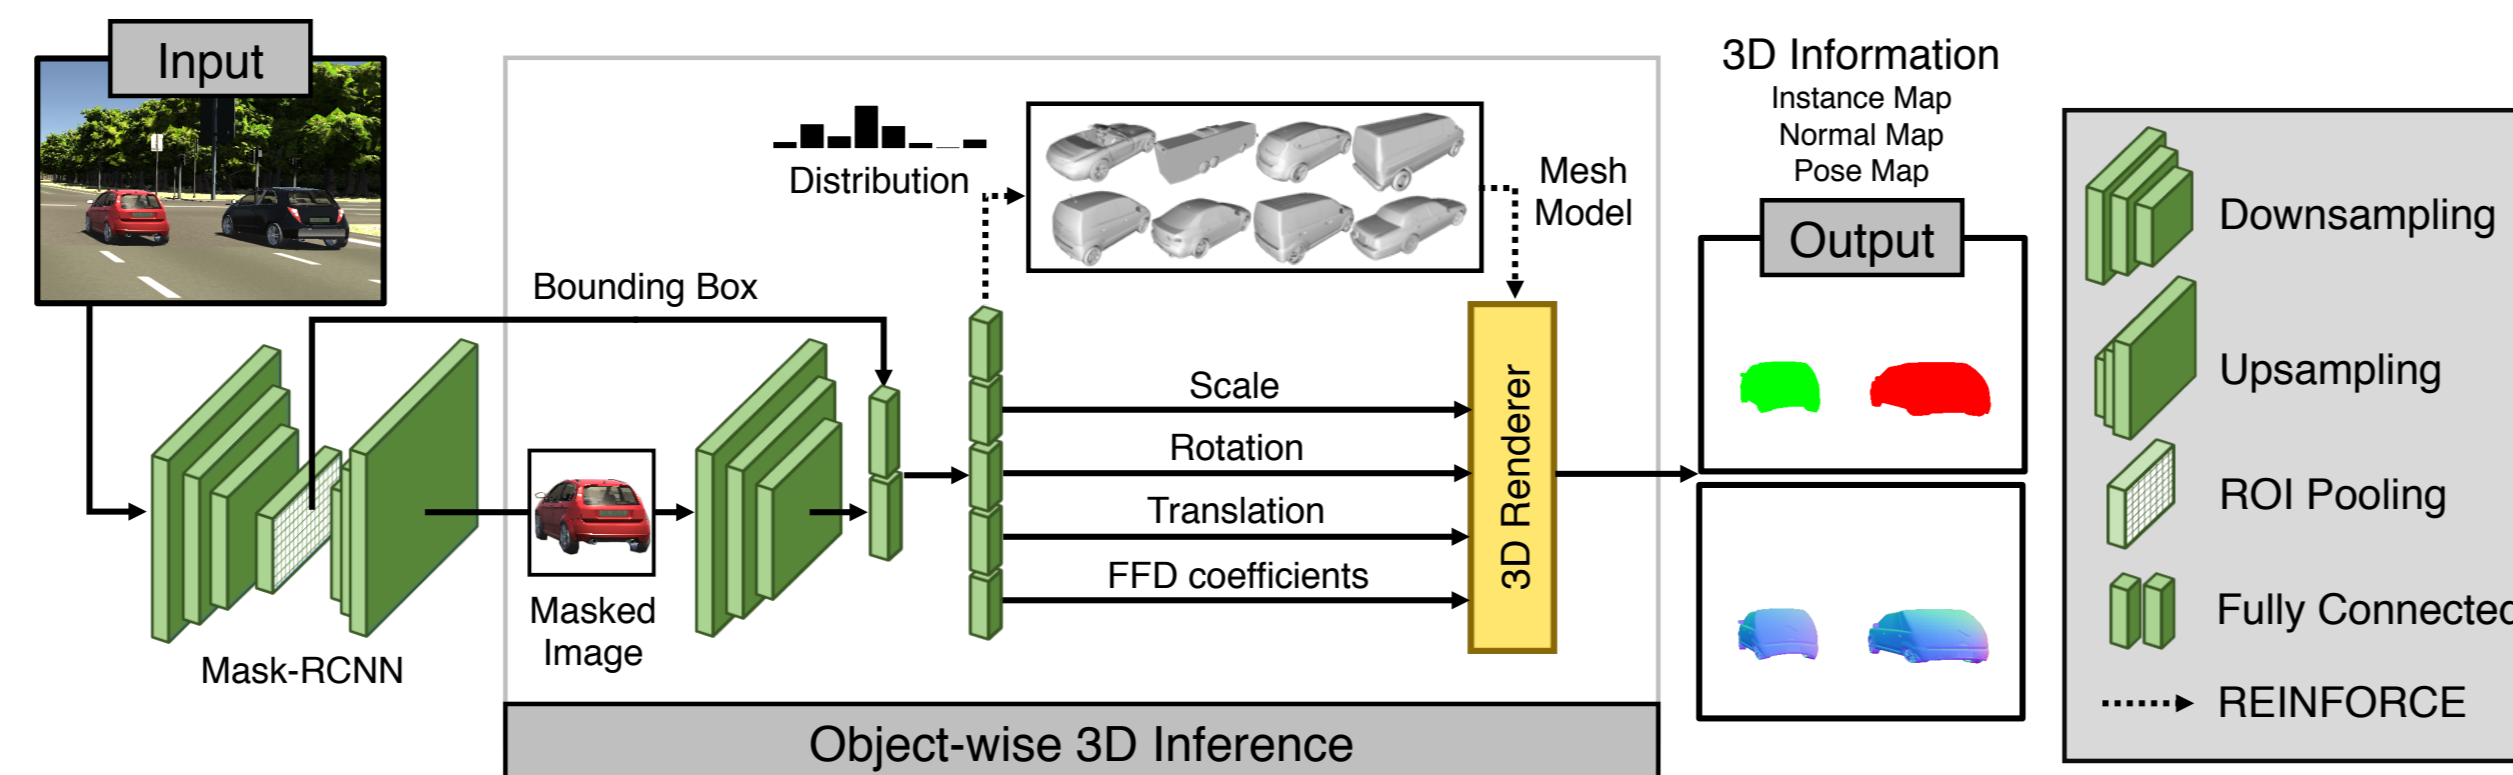 Input
Mask-RCNN
Bounding Box
Masked
Image
Distribution
Mesh
Model
Scale
Rotation
Translation
FFD coefficients
3D Renderer
Object-wise 3D Inference
3D Information
Instance Map
Normal Map
Pose Map
Output
Downsampling
Upsampling
ROI Pooling
Fully Connected
REINFORCE